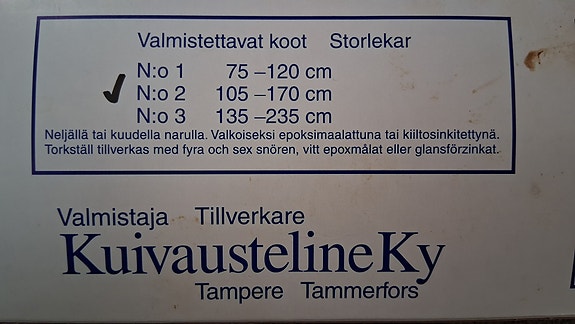 Valmistettavat koot Storlekar
N:o 1 75 –120 cm
N:o 2 105 –170 cm
N:o 3 135 –235 cm
Neljällä tai kuudella narulla. Valkoiseksi epoksimaalattuna tai kiiltosinkitettynä.
Torkställ tillverkas med fyra och sex snören, vitt epoxmålat eller glansförzinkat.
Valmistaja Tillverkare
Kuivausteline Ky
Tampere Tammerfors